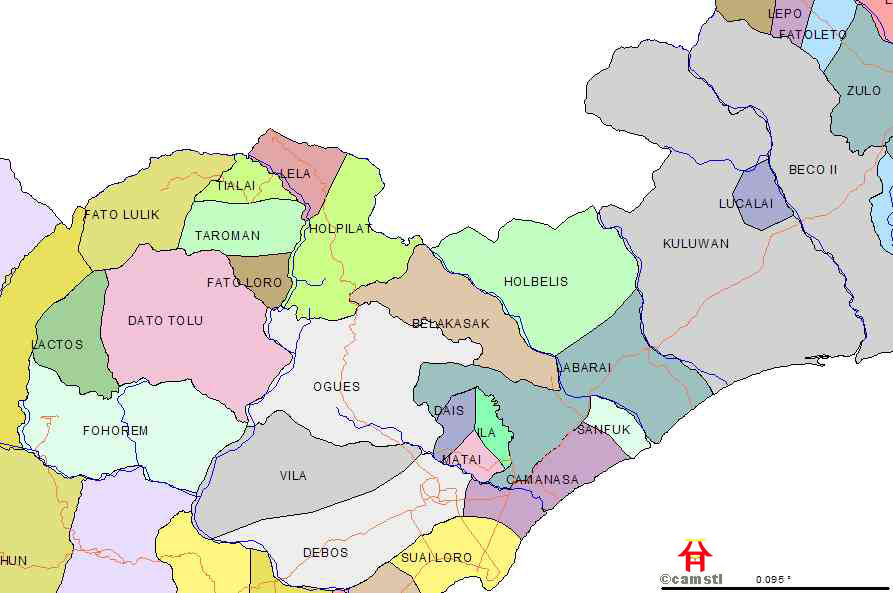 LEPO
FATOLETO
ZULO
BECO II
LELA
TIALAI
LUCALAI
FATO LULIK
HOLPILAT
TAROMAN
KULUWAN
FATO LORO
HOLBELIS
DATO TOLU
BELAKASAK
LACTOS
LABARAI
OGUES
DAIS
FOHOREM
ILA
SANFUK
MATAI
VILA
CAMANASA
DEBOS
SUAI LORO
HUN
©camstl
0.095 °